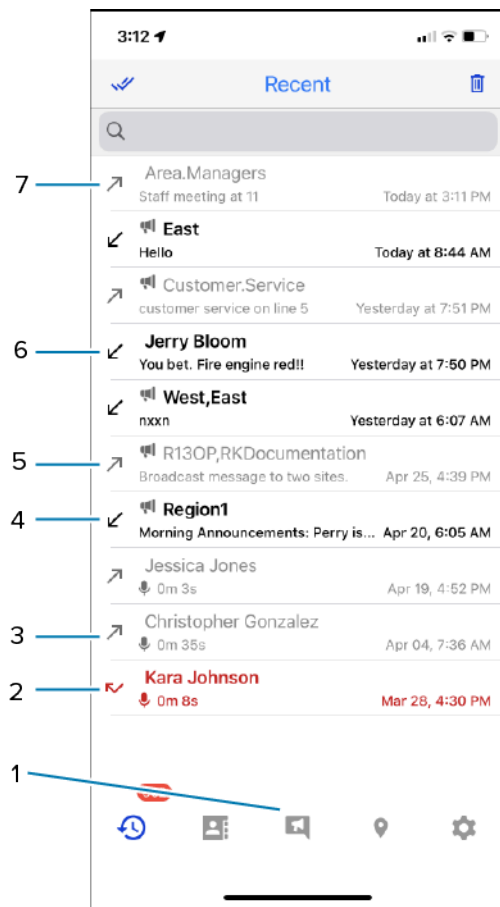 3:12
Recent
7
Area.Managers
Staff meeting at 11 Today at 3:11 PM
East
Hello Today at 8:44 AM
Customer.Service
customer service on line 5 Yesterday at 7:51 PM
6
Jerry Bloom
You bet. Fire engine red!! Yesterday at 7:50 PM
West,East
nxxn Yesterday at 6:07 AM
5
R13OP,RKDocumentation
Broadcast message to two sites. Apr 25, 4:39 PM
4
Region1
Morning Announcements: Perry is... Apr 20, 6:05 AM
Jessica Jones
0m 3s Apr 19, 4:52 PM
3
Christopher Gonzalez
0m 35s Apr 04, 7:36 AM
2
Kara Johnson
0m 8s Mar 28, 4:30 PM
1